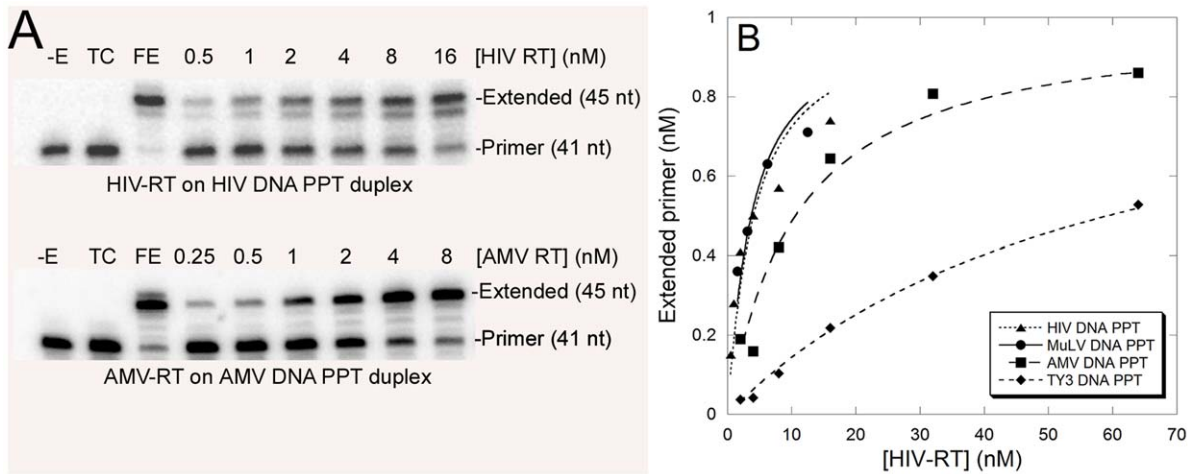 A
-E TC FE 0.5 1 2 4 8 16 [HIV RT] (nM)
-Extended (45 nt)
-Primer (41 nt)
HIV-RT on HIV DNA PPT duplex
-E TC FE 0.25 0.5 1 2 4 8 [AMV RT] (nM)
-Extended (45 nt)
-Primer (41 nt)
AMV-RT on AMV DNA PPT duplex
B
Extended primer (nM)
1
0.8
0.6
0.4
0.2
0
0 10 20 30 40 50 60 70
[HIV-RT] (nM)
HIV DNA PPT
MuLV DNA PPT
AMV DNA PPT
TY3 DNA PPT